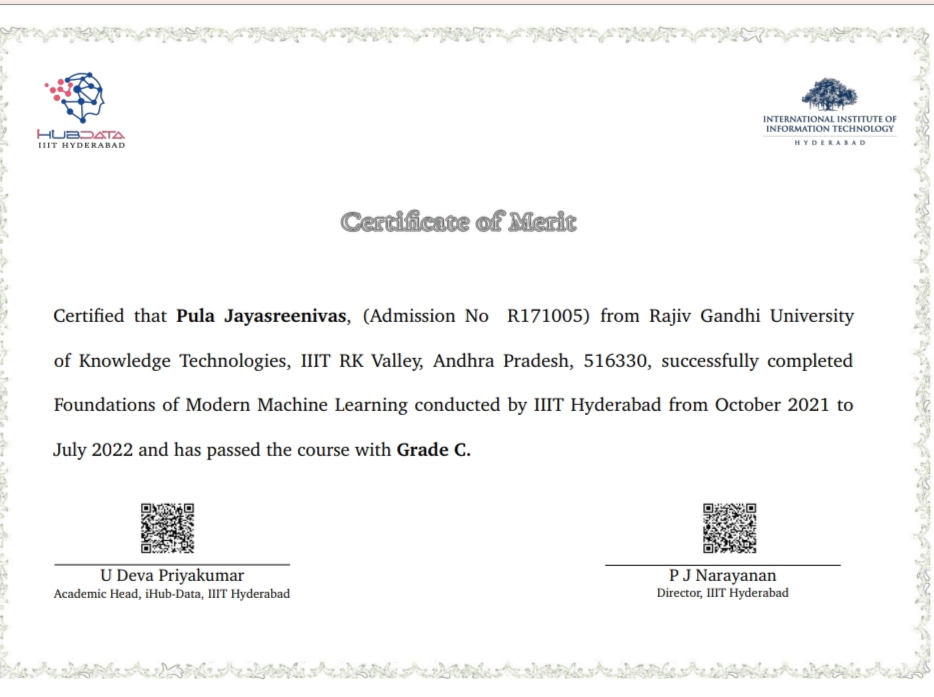 HUBDATA
IIIT HYDERABAD
INTERNATIONAL INSTITUTE OF
INFORMATION TECHNOLOGY
HYDERABAD
Certificate of Merit
Certified that Pula Jayasreenivas, (Admission No R171005) from Rajiv Gandhi University
of Knowledge Technologies, IIIT RK Valley, Andhra Pradesh, 516330, successfully completed
Foundations of Modern Machine Learning conducted by IIIT Hyderabad from October 2021 to
July 2022 and has passed the course with Grade C.
U Deva Priyakumar
Academic Head, iHub-Data, IIIT Hyderabad
P J Narayanan
Director, IIIT Hyderabad